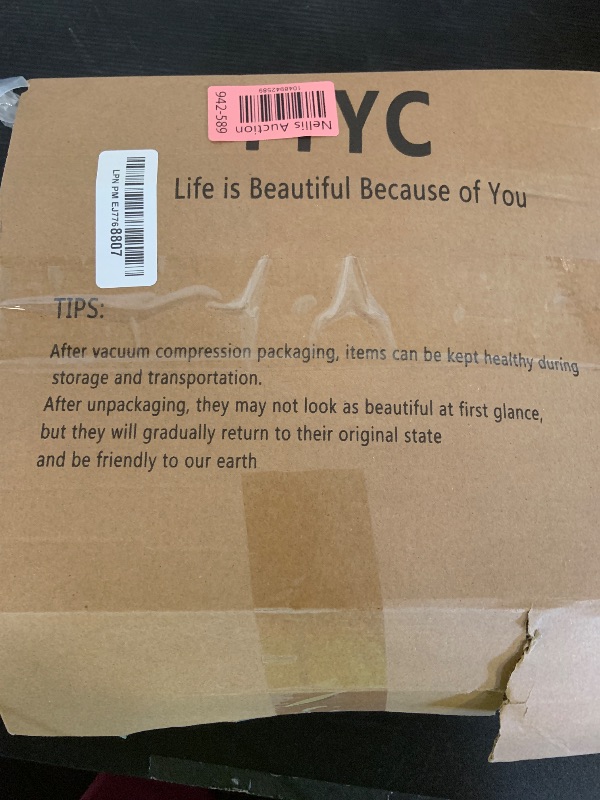 1048942589
Nellis Auction
942-589
YC
Life is Beautiful Because of You
LPN PM EJ7768807
TIPS:
After vacuum compression packaging, items can be kept healthy during
storage and transportation.
After unpackaging, they may not look as beautiful at first glance,
but they will gradually return to their original state
and be friendly to our earth